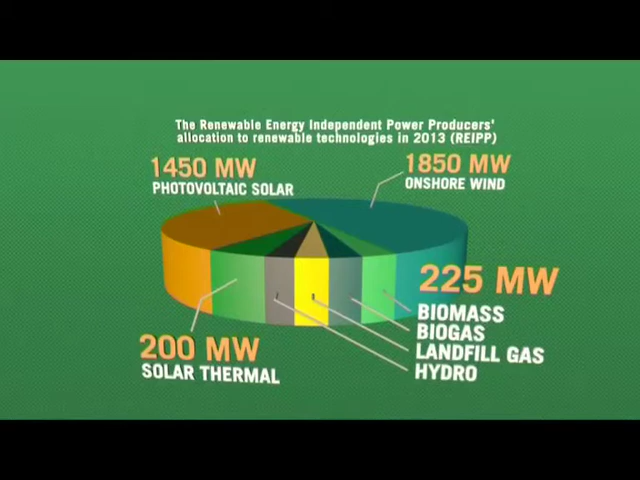 The Renewable Energy Independent Power Producers'
allocation to renewable technologies in 2013 (REIPP)
1450 MW
PHOTOVOLTAIC SOLAR
1850 MW
ONSHORE WIND
225 MW
BIOMASS
BIOGAS
LANDFILL GAS
HYDRO
200 MW
SOLAR THERMAL